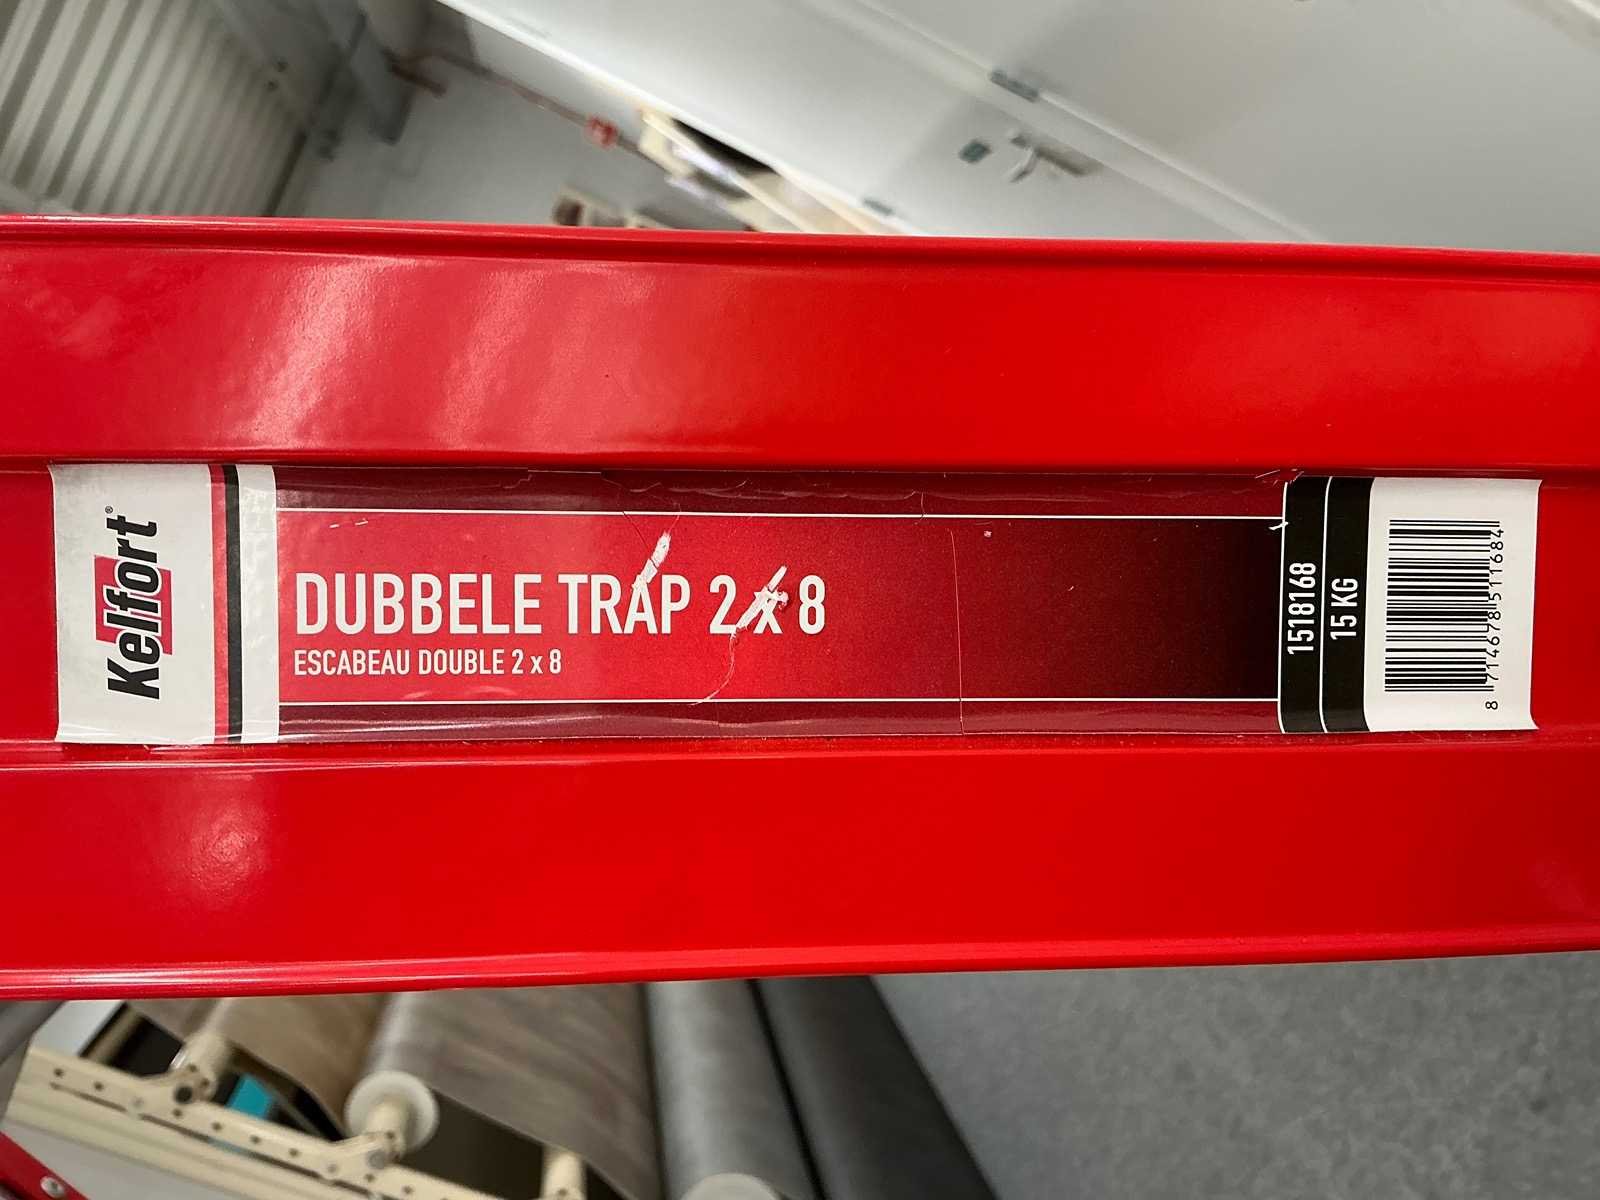 Kelfort®
DUBBELE TRAP 2 x 8
ESCABEAU DOUBLE 2 x 8
1518168
15 KG
8 714678 511684